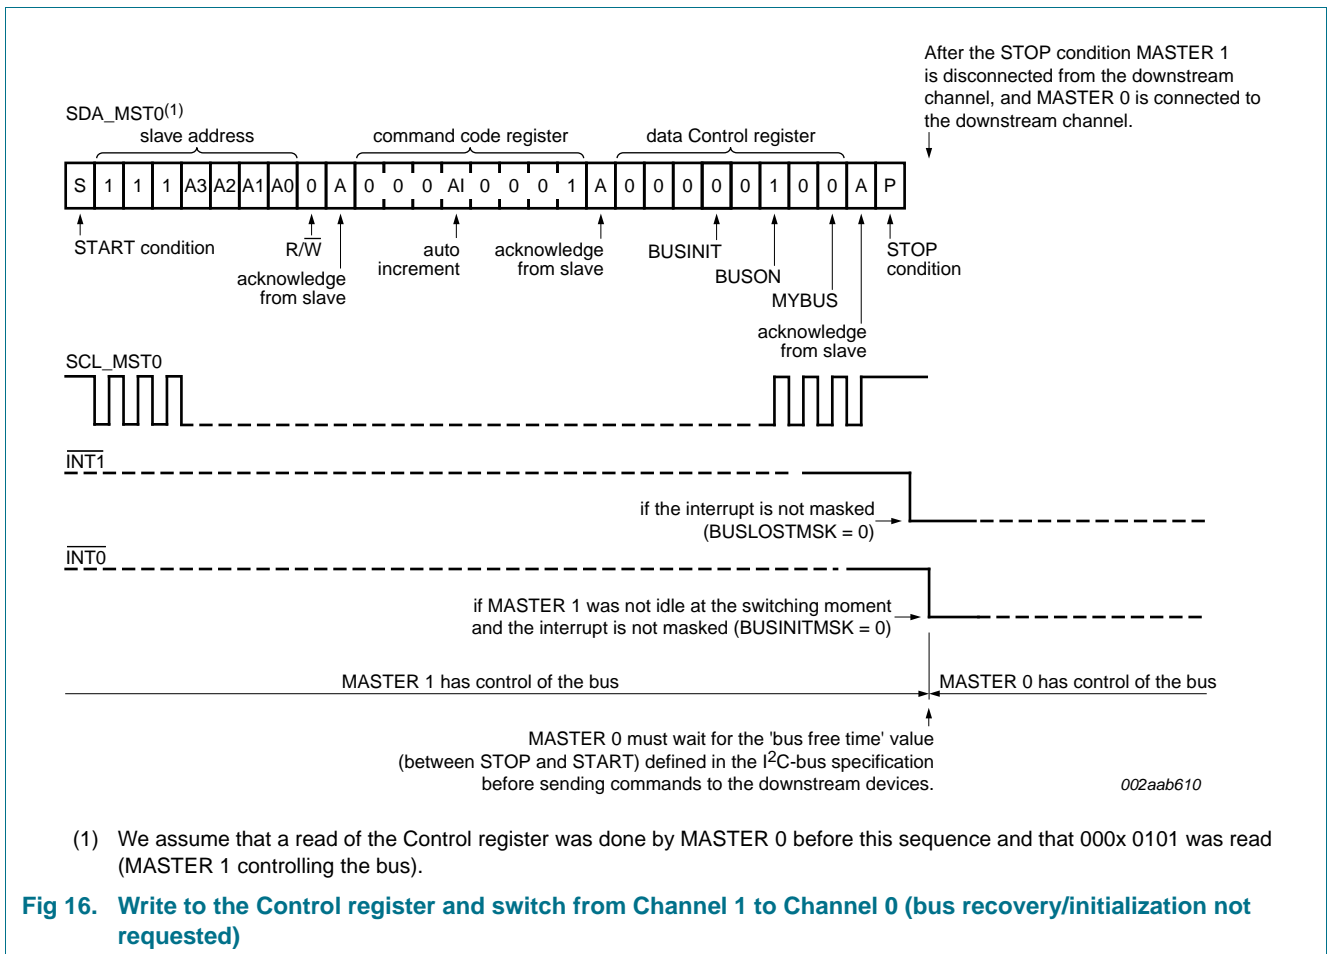 After the STOP condition MASTER 1
is disconnected from the downstream
channel, and MASTER 0 is connected to
the downstream channel.
SDA_MST0(1)
slave address
command code register
data Control register
S 1 1 1 A3 A2 A1 A0 0 A 0 0 0 AI 0 0 0 1 A 0 0 0 0 0 1 0 0 A P
START condition
R/W
acknowledge
from slave
auto
increment
acknowledge
from slave
BUSINIT
BUSON
MYBUS
acknowledge
from slave
STOP
condition
SCL_MST0
INT1
if the interrupt is not masked
(BUSLOSTMSK = 0)
INT0
if MASTER 1 was not idle at the switching moment
and the interrupt is not masked (BUSINITMSK = 0)
MASTER 1 has control of the bus
MASTER 0 has control of the bus
MASTER 0 must wait for the 'bus free time' value
(between STOP and START) defined in the I2C-bus specification
before sending commands to the downstream devices.
002aab610
(1) We assume that a read of the Control register was done by MASTER 0 before this sequence and that 000x 0101 was read
(MASTER 1 controlling the bus).
Fig 16. Write to the Control register and switch from Channel 1 to Channel 0 (bus recovery/initialization not
requested)